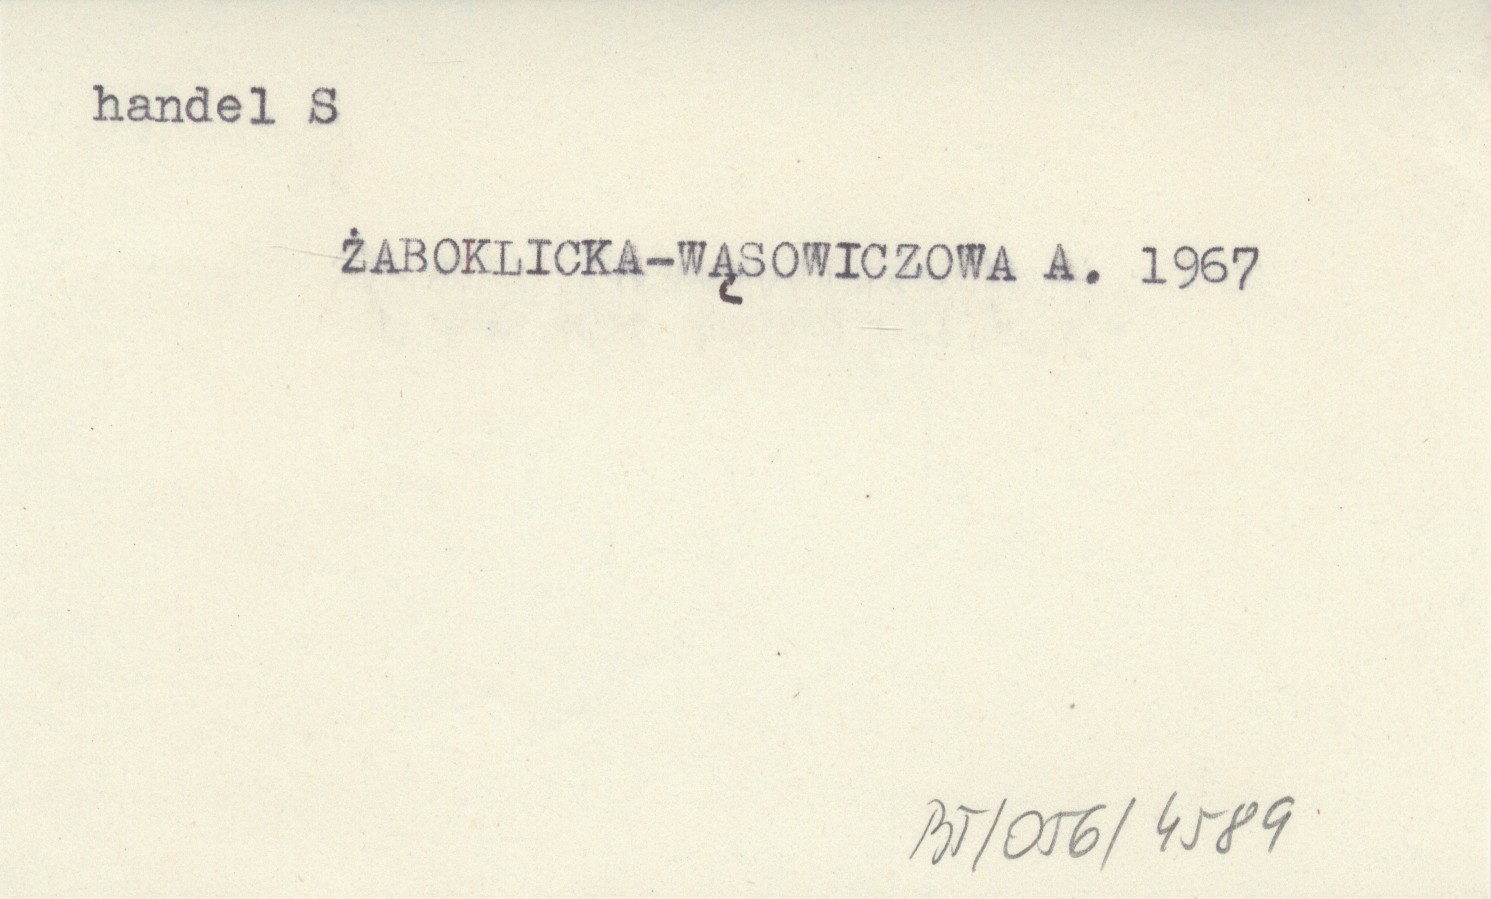 handel S
ŻABOKLICKA-WĄSOWICZOWA A. 1967
BT/056/4589